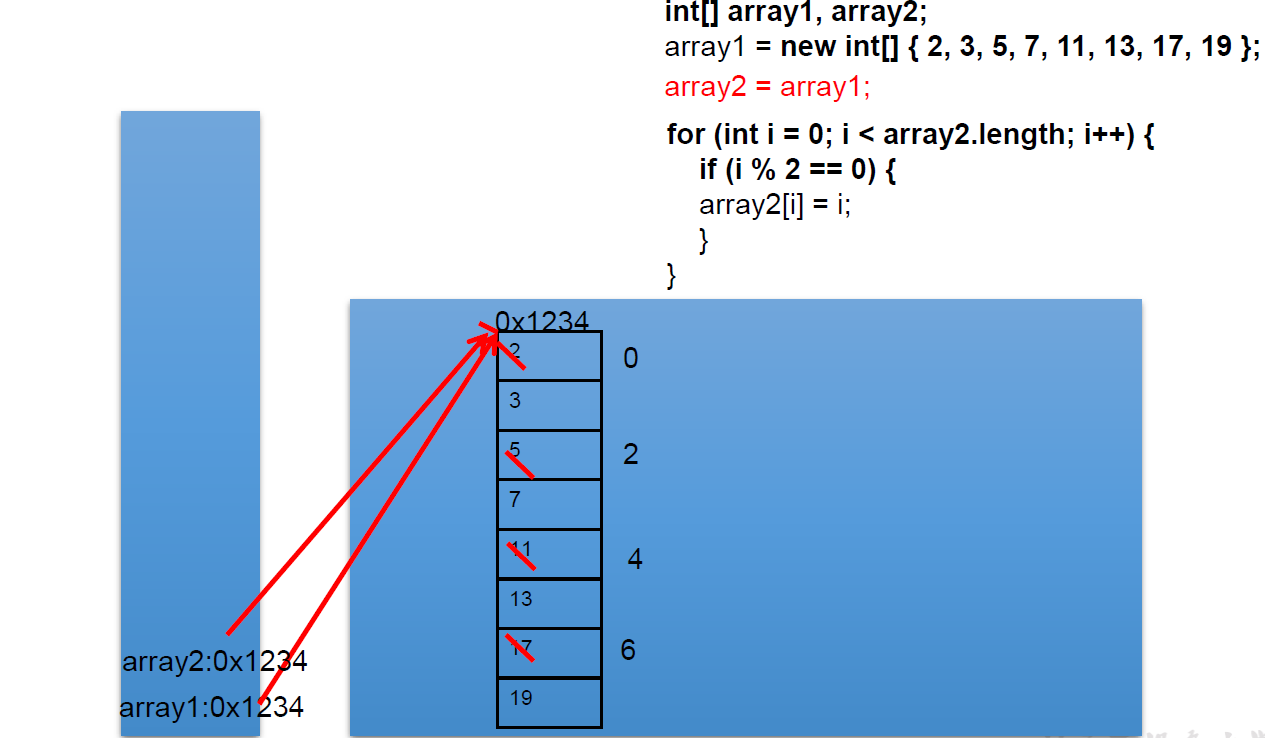 int[] array1, array2;
array1 = new int[] { 2, 3, 5, 7, 11, 13, 17, 19 };
array2 = array1;
for (int i = 0; i < array2.length; i++) {
if (i % 2 == 0) {
array2[i] = i;
}
}
0x1234
2 0
3
5 2
7
11 4
13
17 6
19
array2:0x1234
array1:0x1234